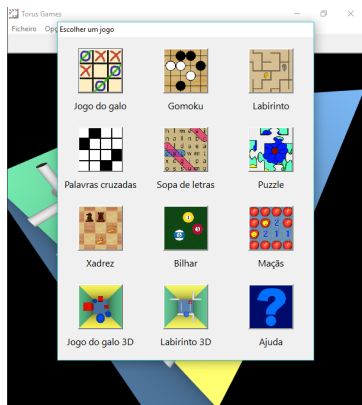 Torus Games
Ficheiro
Escolher um jogo
Jogo do galo
Gomoku
Labirinto
Palavras cruzadas
Sopa de letras
Puzzle
Xadrez
Bilhar
Maçãs
Jogo do galo 3D
Labirinto 3D
Ajuda